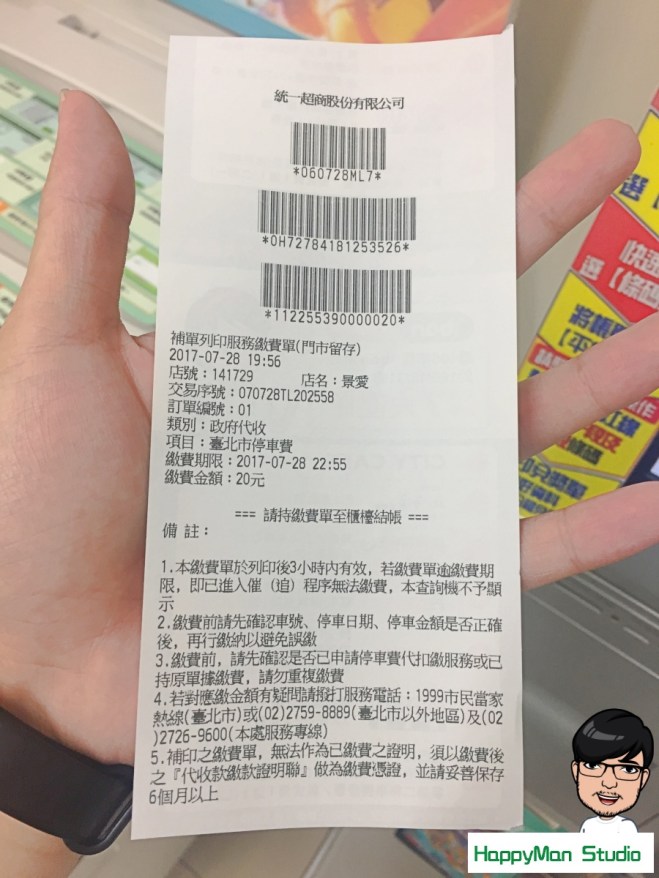 統一超商股份有限公司
*060728ML7*
*0H72784181253526*
*112255390000020*
補單列印服務繳費單(門市留存)
2017-07-28 19:56
店號：141729 店名：景愛
交易序號：070728TL202558
訂單編號：01
類別：政府代收
項目：臺北市停車費
繳費期限：2017-07-28 22:55
繳費金額：20元
=== 請持繳費單至櫃檯結帳 ===
備 註：
1.本繳費單於列印後3小時內有效，若繳費單逾繳費期
限，即已進入催（追）程序無法繳費，本查詢機不予顯
示
2.繳費前請先確認車號、停車日期、停車金額是否正確
後，再行繳納以避免誤繳
3.繳費前，請先確認是否已申請停車費代扣繳服務或已
持原單據繳費，請勿重複繳費
4.若對應繳金額有疑問請撥打服務電話：1999市民當家
熱線(臺北市)或(02)2759-8889(臺北市以外地區)及(02
)2726-9600(本處服務專線)
5.補印之繳費單，無法作為已繳費之證明，須以繳費後
之『代收款繳款證明聯』做為繳費憑證，並請妥善保存
6個月以上
選
快速
選【條碼
將帳單
HappyMan Studio